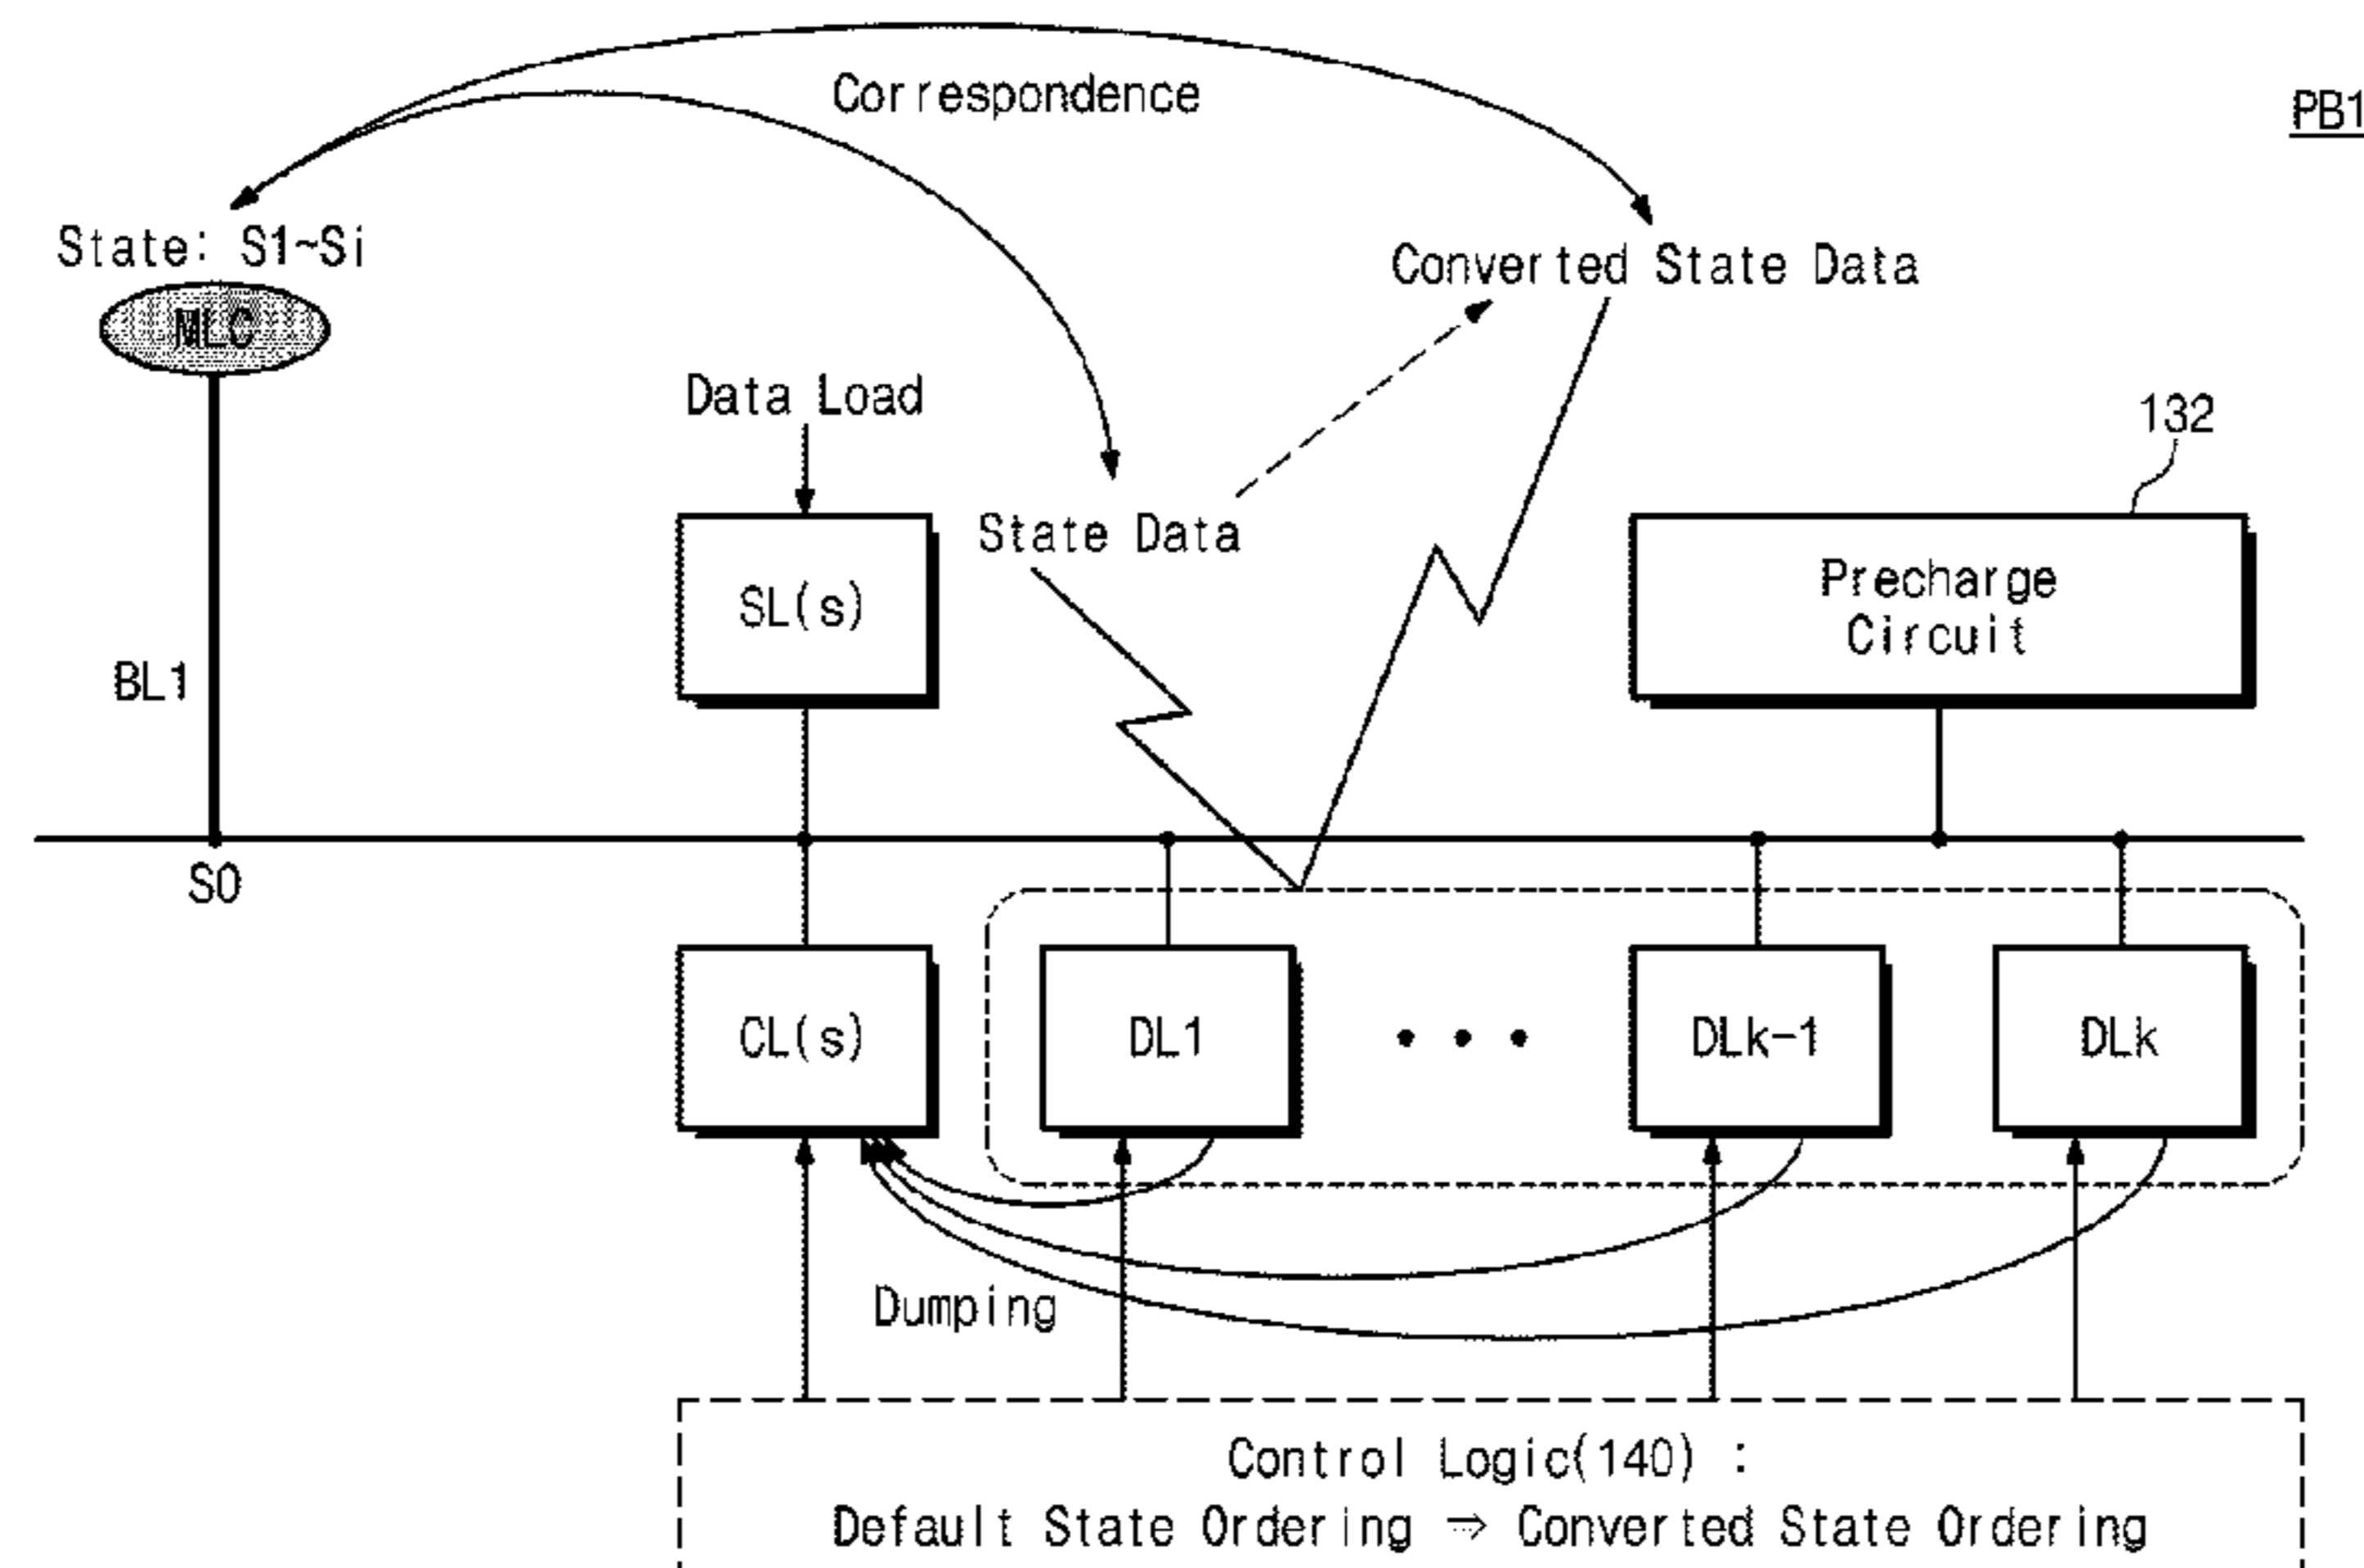 Correspondence
PB1
State: S1~Si
Converted State Data
MLC
Data Load
132
State Data
Precharge
Circuit
SL(s)
BL1
SO
CL(s)
DL1
• • •
DLk-1
DLk
Dumping
Control Logic(140) :
Default State Ordering ⇒ Converted State Ordering